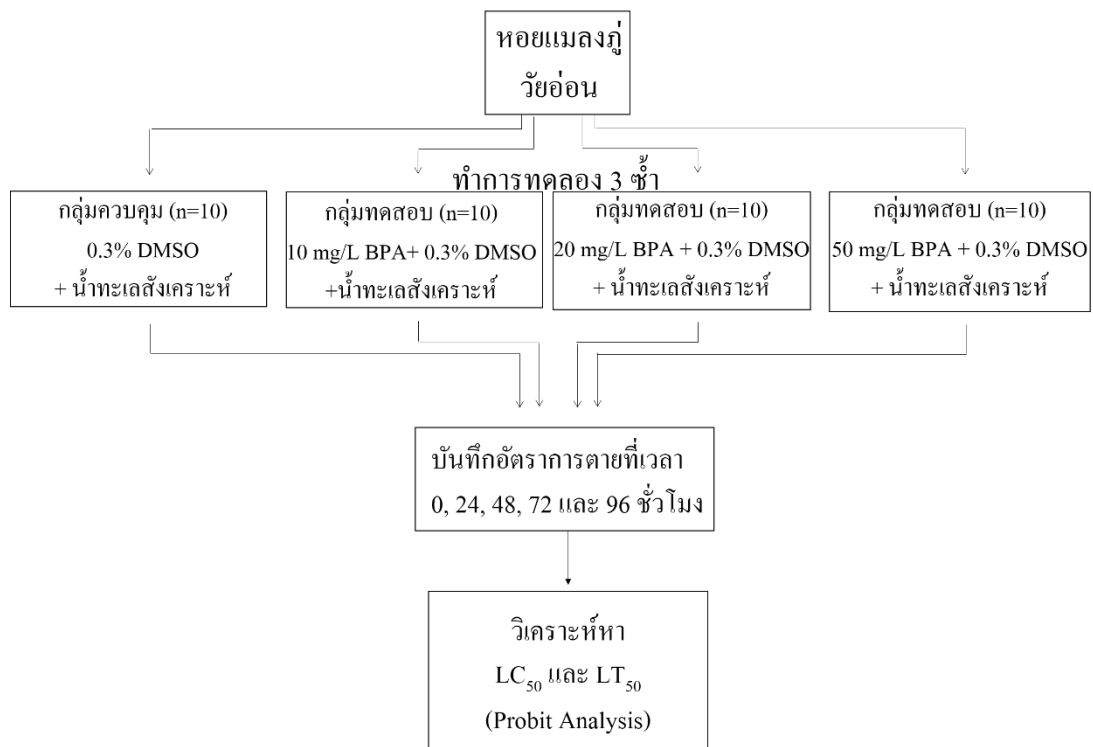 หอยแมลงภู่
วัยอ่อน
ทำการทดลอง 3 ซ้ำ
กลุ่มควบคุม (n=10)
0.3% DMSO
+ น้ำทะเลสังเคราะห์
กลุ่มทดสอบ (n=10)
10 mg/L BPA+ 0.3% DMSO
+น้ำทะเลสังเคราะห์
กลุ่มทดสอบ (n=10)
20 mg/L BPA + 0.3% DMSO
+ น้ำทะเลสังเคราะห์
กลุ่มทดสอบ (n=10)
50 mg/L BPA + 0.3% DMSO
+ น้ำทะเลสังเคราะห์
บันทึกอัตราการตายที่เวลา
0, 24, 48, 72 และ 96 ชั่วโมง
วิเคราะห์หา
LC₅₀ และ LT₅₀
(Probit Analysis)